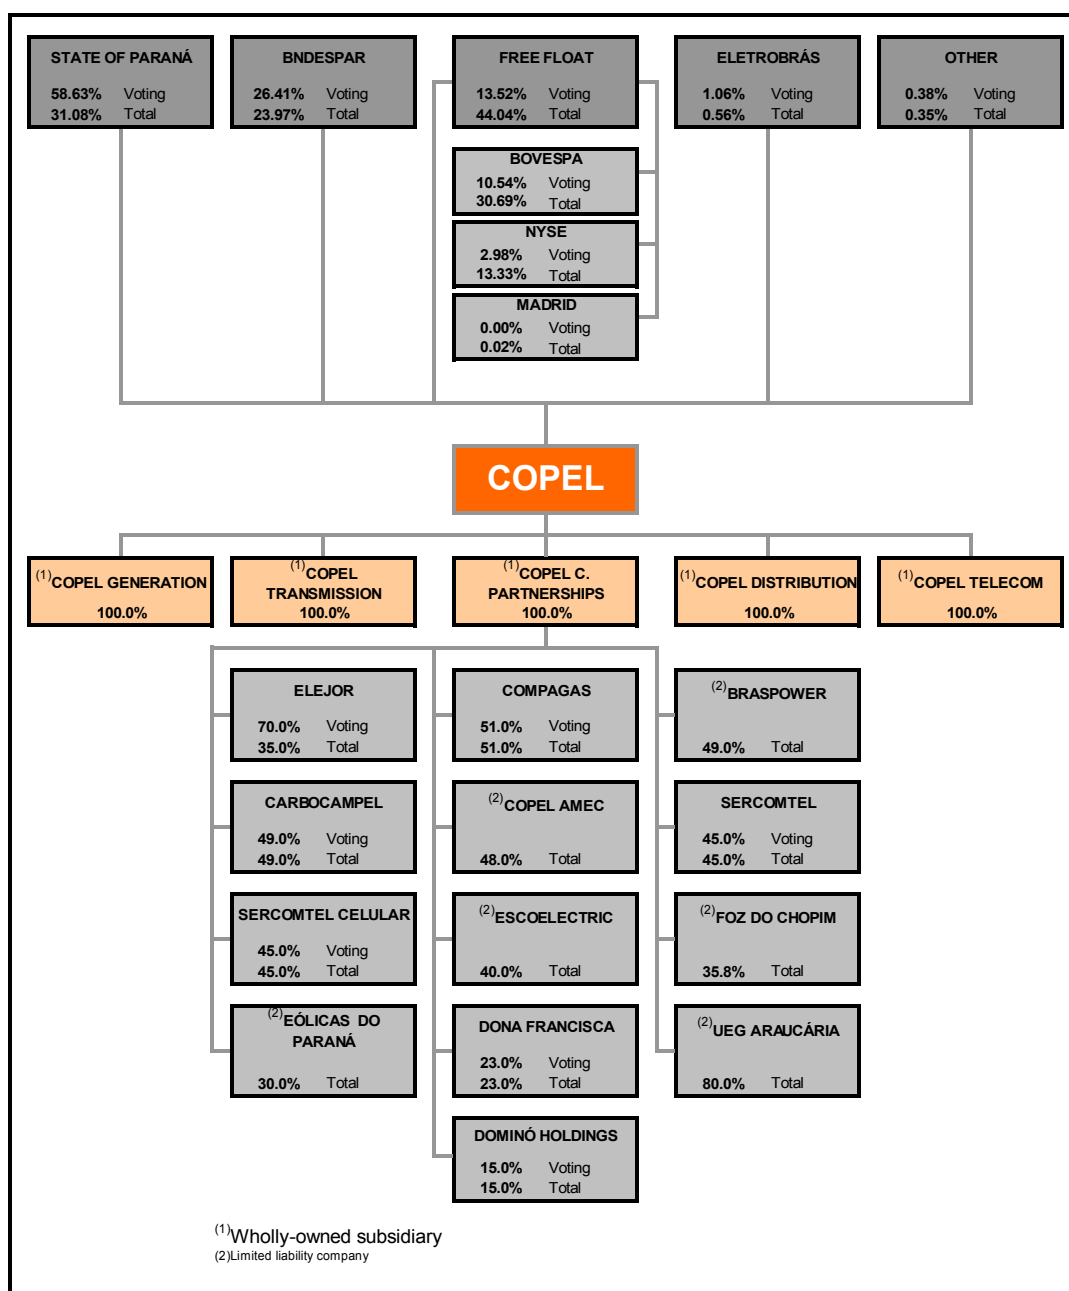 STATE OF PARANÁ
58.63% Voting
31.08% Total
BNDESPAR
26.41% Voting
23.97% Total
FREE FLOAT
13.52% Voting
44.04% Total
ELETROBRÁS
1.06% Voting
0.56% Total
OTHER
0.38% Voting
0.35% Total
BOVESPA
10.54% Voting
30.69% Total
NYSE
2.98% Voting
13.33% Total
MADRID
0.00% Voting
0.02% Total
COPEL
(1)COPEL GENERATION
100.0%
(1)COPEL
TRANSMISSION
100.0%
(1)COPEL C.
PARTNERSHIPS
100.0%
(1)COPEL DISTRIBUTION
100.0%
(1)COPEL TELECOM
100.0%
ELEJOR
70.0% Voting
35.0% Total
COMPAGAS
51.0% Voting
51.0% Total
(2)BRASPOWER
49.0% Total
CARBOCAMPEL
49.0% Voting
49.0% Total
(2)COPEL AMEC
48.0% Total
SERCOMTEL
45.0% Voting
45.0% Total
SERCOMTEL CELULAR
45.0% Voting
45.0% Total
(2)ESCOELECTRIC
40.0% Total
(2)FOZ DO CHOPIM
35.8% Total
(2)EÓLICAS DO
PARANÁ
30.0% Total
DONA FRANCISCA
23.0% Voting
23.0% Total
(2)UEG ARAUCÁRIA
80.0% Total
DOMINÓ HOLDINGS
15.0% Voting
15.0% Total
(1)Wholly-owned subsidiary
(2)Limited liability company